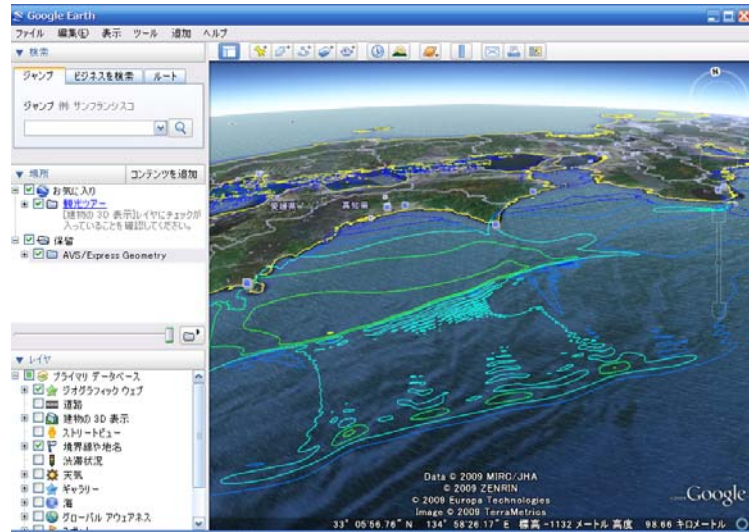 Google Earth
ファイル 編集(E) 表示 ツール 追加 ヘルプ
▼ 検索
ジャンプ ビジネスを検索 ルート
ジャンプ 例 サンフランシスコ
▼ 場所 コンテンツを追加
お気に入り
観光ツアー
[建物の 3D 表示]レイヤにチェックが
入っていることを確認してください。
保留
AVS/Express Geometry
▼ レイヤ
プライマリ データベース
ジオグラフィック ウェブ
道路
建物の 3D 表示
ストリートビュー
境界線や地名
渋滞状況
天気
ギャラリー
海
グローバル アウェアネス
N
愛媛県
高知県
Data © 2009 MIRC/JHA
© 2009 ZENRIN
© 2009 Europa Technologies
Image © 2009 TerraMetrics
Google
33° 05'56.76" N 134° 58'26.17" E 標高 -1132 メートル 高度 98.66 キロメートル